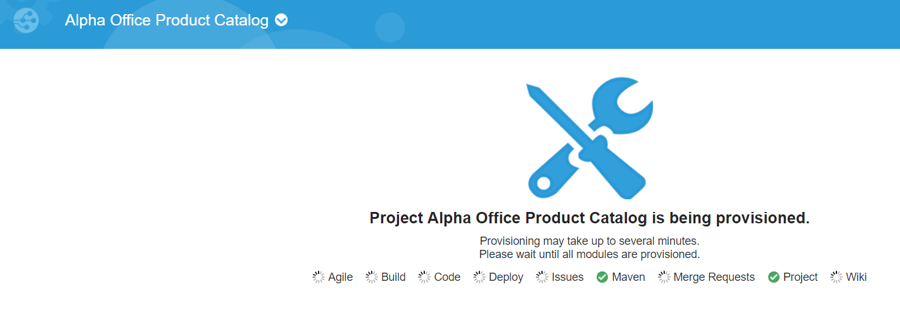 Alpha Office Product Catalog
Project Alpha Office Product Catalog is being provisioned.
Provisioning may take up to several minutes.
Please wait until all modules are provisioned.
Agile Build Code Deploy Issues Maven Merge Requests Project Wiki